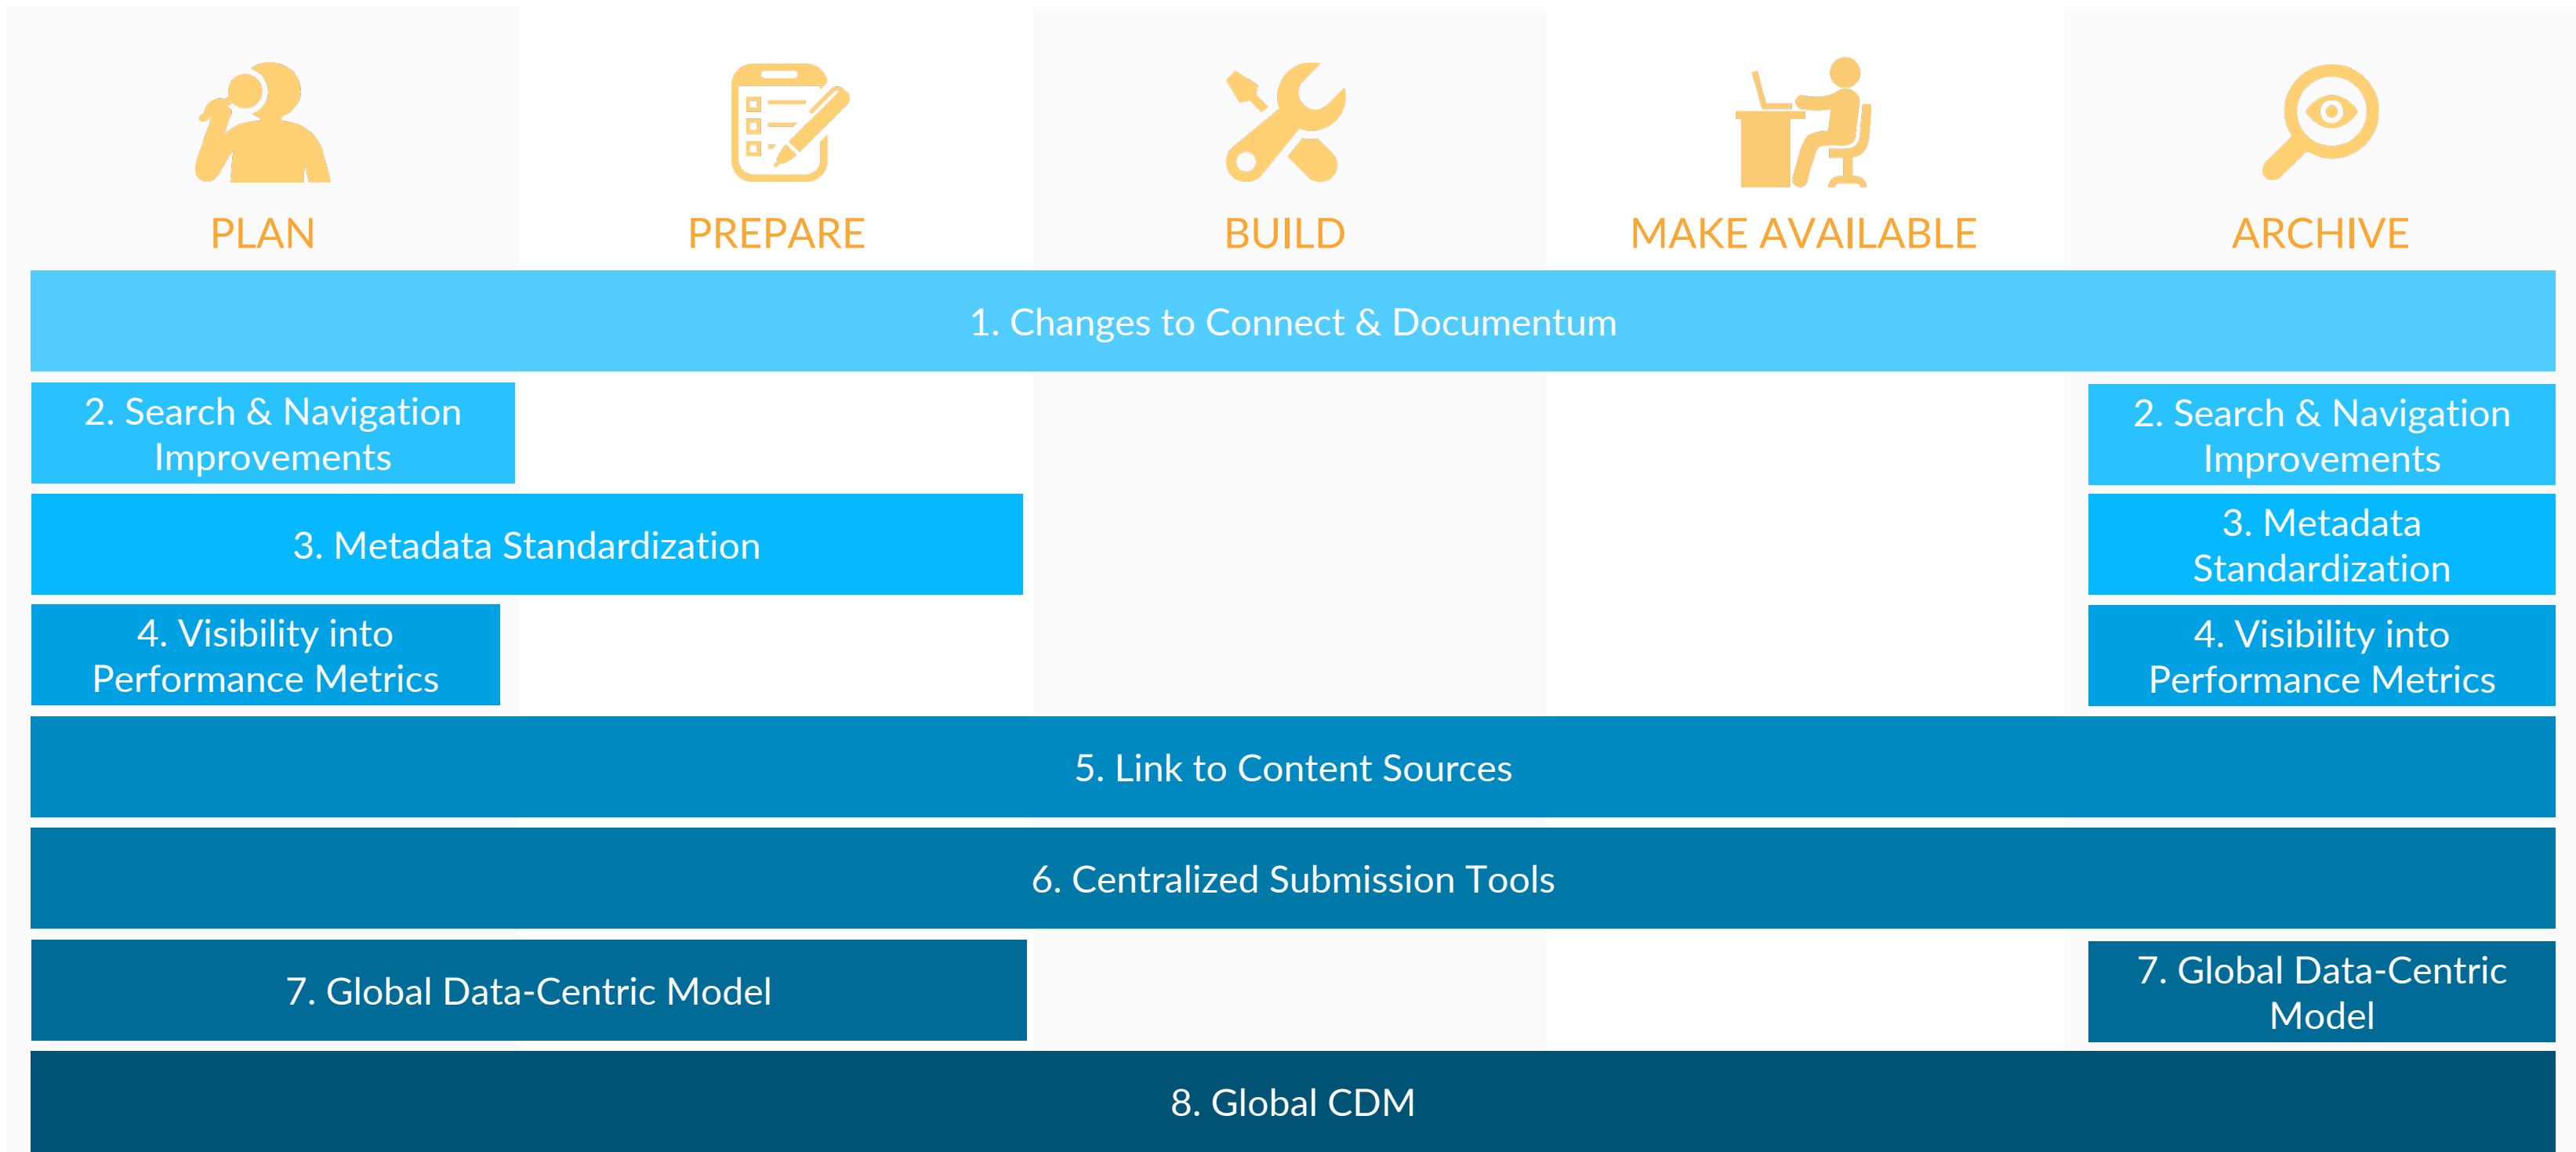 PLAN
PREPARE
BUILD
MAKE AVAILABLE
ARCHIVE
1. Changes to Connect & Documentum
2. Search & Navigation
Improvements
2. Search & Navigation
Improvements
3. Metadata Standardization
3. Metadata
Standardization
4. Visibility into
Performance Metrics
4. Visibility into
Performance Metrics
5. Link to Content Sources
6. Centralized Submission Tools
7. Global Data-Centric Model
7. Global Data-Centric
Model
8. Global CDM